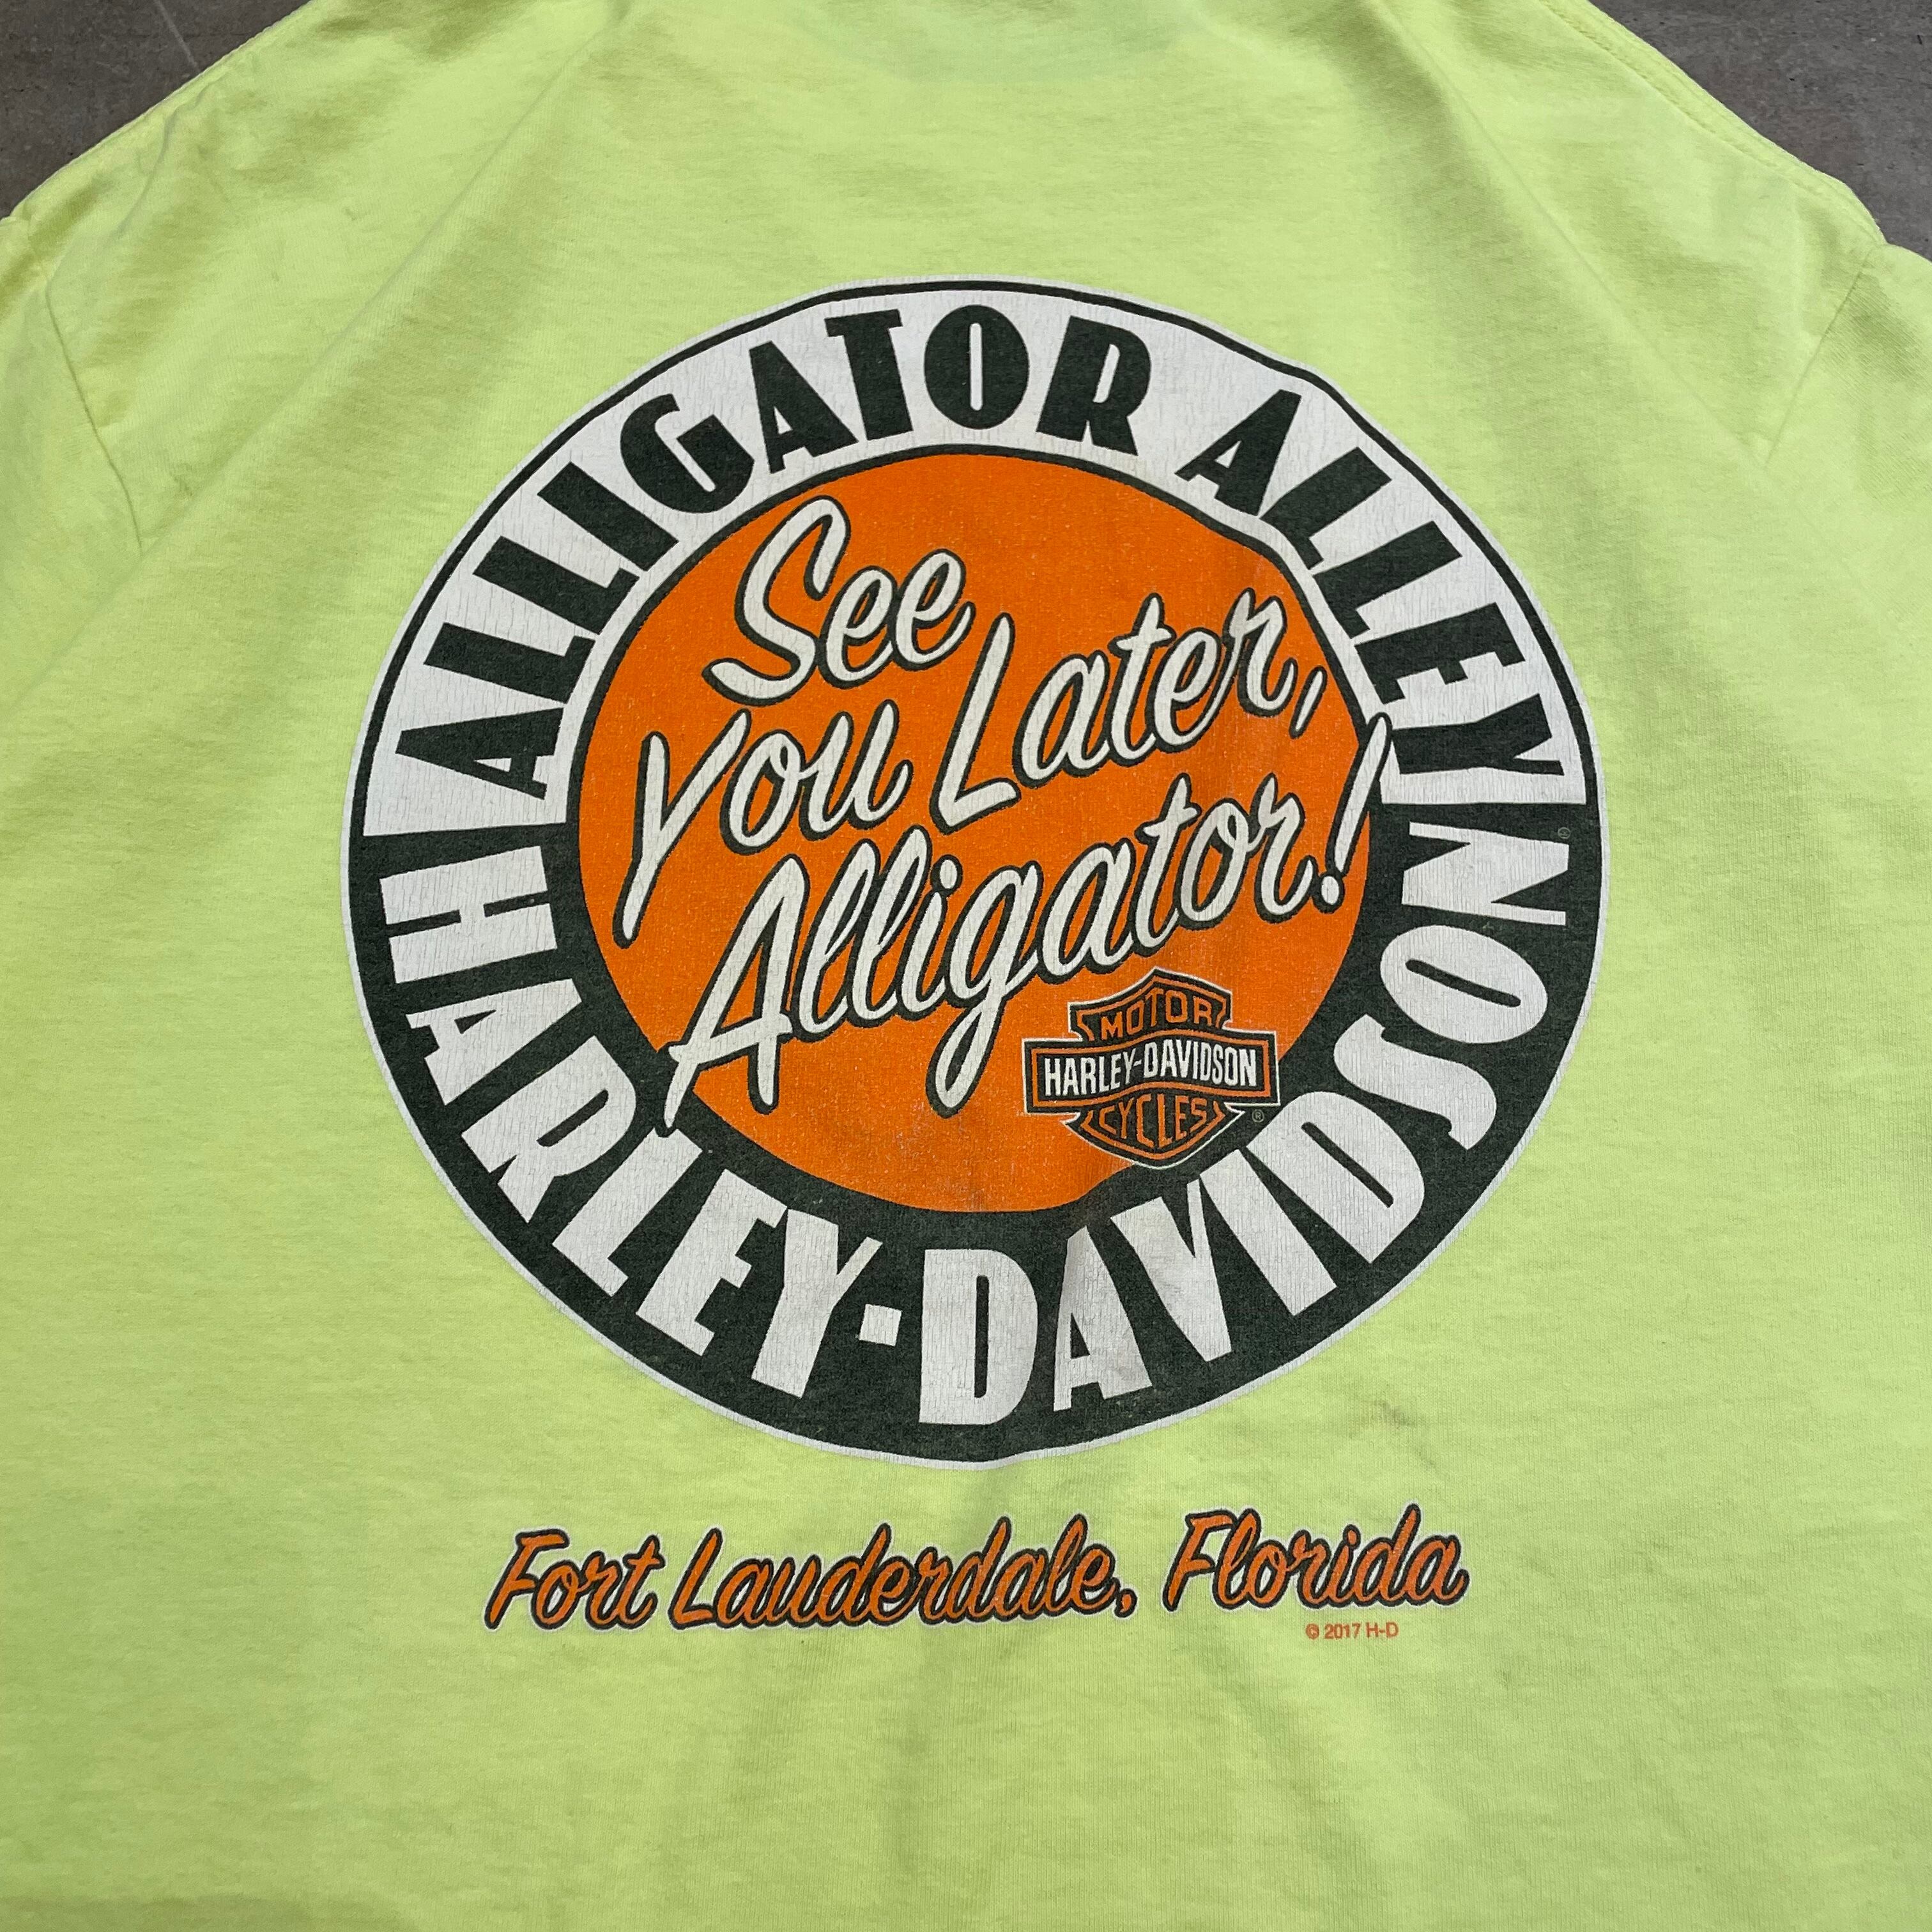 ALLIGATOR ALLEY
See
You Later,
Alligator!
MOTOR
HARLEY-DAVIDSON
CYCLES
®
HARLEY-DAVIDSON
®
Fort Lauderdale, Florida
© 2017 H-D